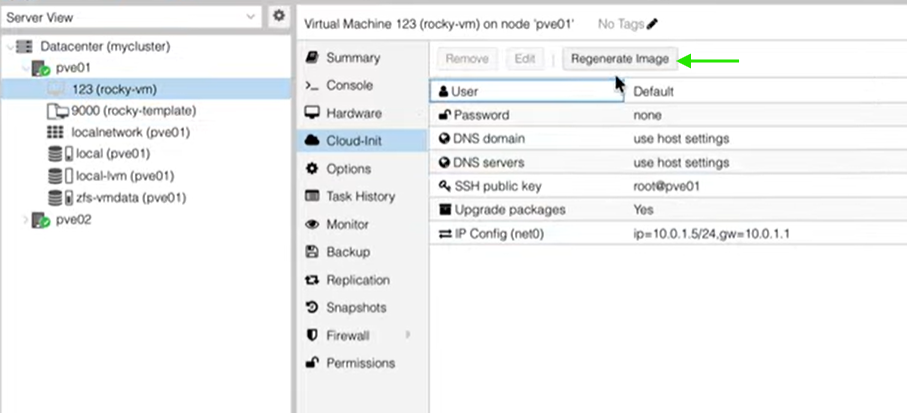 Server View
Datacenter (mycluster)
pve01
123 (rocky-vm)
9000 (rocky-template)
localnetwork (pve01)
local (pve01)
local-lvm (pve01)
zfs-vmdata (pve01)
pve02
Virtual Machine 123 (rocky-vm) on node 'pve01' No Tags
Summary
Console
Hardware
Cloud-Init
Options
Task History
Monitor
Backup
Replication
Snapshots
Firewall
Permissions
Remove Edit Regenerate Image
User Default
Password none
DNS domain use host settings
DNS servers use host settings
SSH public key root@pve01
Upgrade packages Yes
IP Config (net0) ip=10.0.1.5/24,gw=10.0.1.1